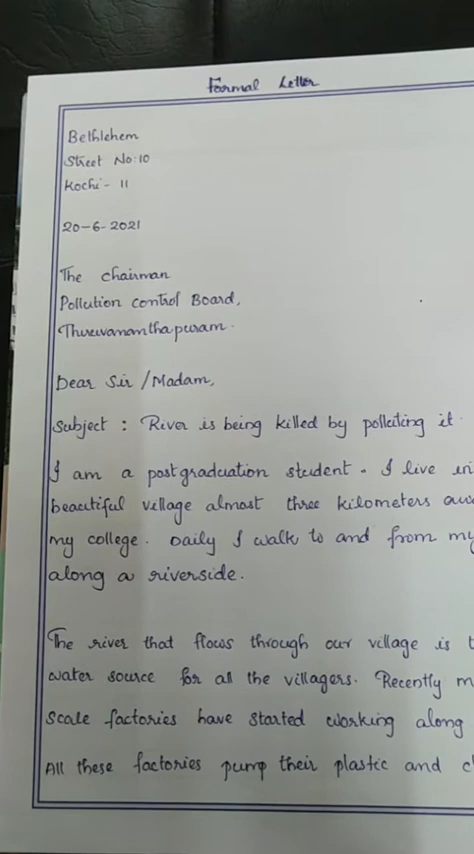 Formal Letter
Bethlehem
Street No:10
Kochi - 11
20-6-2021
The chairman
Pollution control Board,
Thiruvananthapuram.
Dear Sir /Madam,
Subject : River is being killed by polluting it.
I am a postgraduation student. I live in
beautiful village almost three kilometers
my college. Daily I walk to and from my
along a riverside.
The river that flows through our village is
water source for all the villagers. Recently
scale factories have started working along
All these factories pump their plastic and